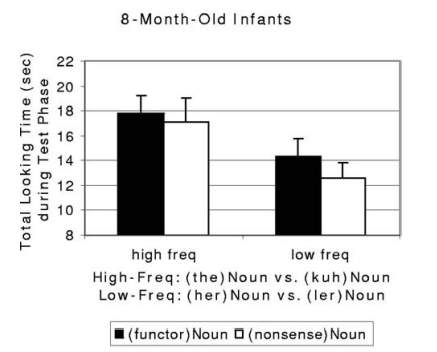 8-Month-Old Infants
Total Looking Time (sec)
during Test Phase
22
20
18
16
14
12
10
8
high freq low freq
High-Freq: (the)Noun vs. (kuh)Noun
Low-Freq: (her)Noun vs. (ler)Noun
(functor)Noun (nonsense)Noun